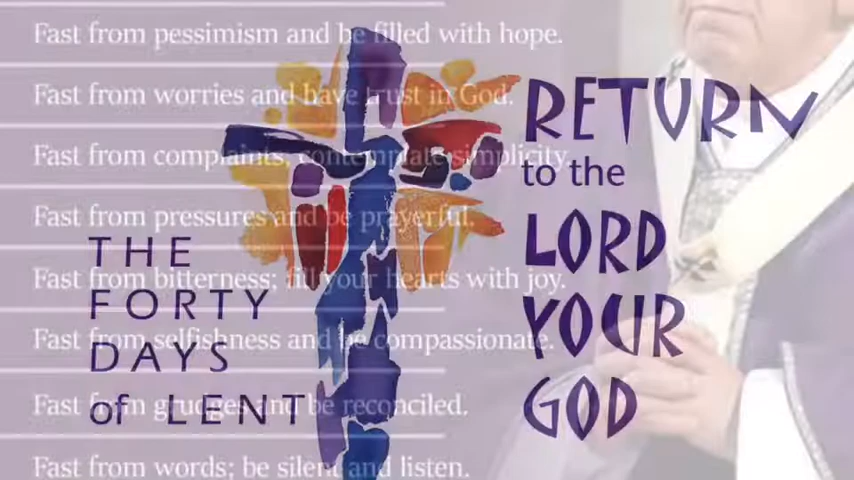 Fast from pessimism and be filled with hope.
Fast from worries and have trust in God.
Fast from complaints, contemplate simplicity.
Fast from pressures and be prayerful.
Fast from bitterness; fill your hearts with joy.
Fast from selfishness and be compassionate.
Fast from grudges and be reconciled.
Fast from words; be silent and listen.
THE
FORTY
DAYS
of LENT
RETURN
to the
LORD
YOUR
GOD